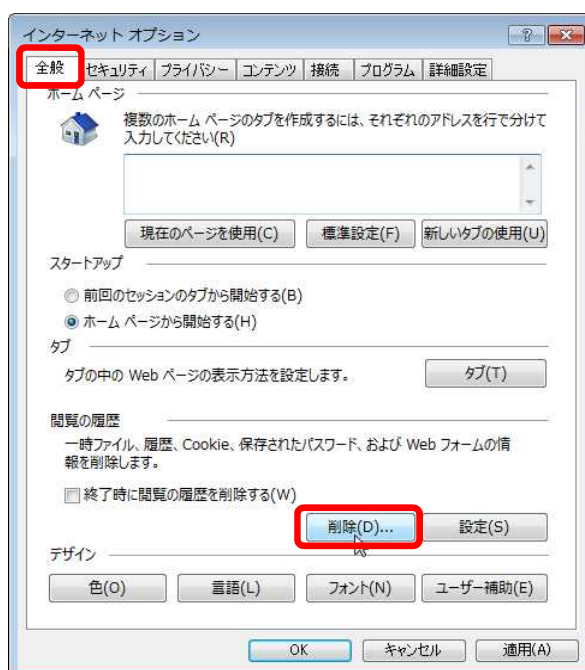 インターネット オプション
全般 セキュリティ プライバシー コンテンツ 接続 プログラム 詳細設定
ホーム ページ
複数のホーム ページのタブを作成するには、それぞれのアドレスを行で分けて
入力してください(R)
現在のページを使用(C) 標準設定(F) 新しいタブの使用(U)
スタートアップ
前回のセッションのタブから開始する(B)
ホーム ページから開始する(H)
タブ
タブの中の Web ページの表示方法を設定します。 タブ(T)
閲覧の履歴
一時ファイル、履歴、Cookie、保存されたパスワード、および Web フォームの情
報を削除します。
終了時に閲覧の履歴を削除する(W)
削除(D)... 設定(S)
デザイン
色(O) 言語(L) フォント(N) ユーザー補助(E)
OK キャンセル 適用(A)